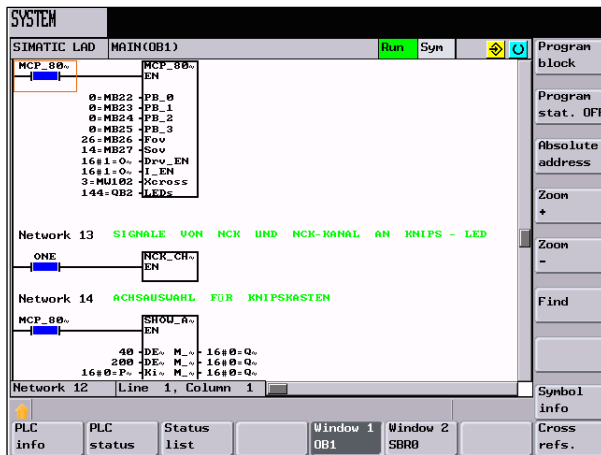 SYSTEM
SIMATIC LAD MAIN(OB1) Run Sym
MCP_80~ MCP_80~
EN
0=MB22 PB_0
0=MB23 PB_1
0=MB24 PB_2
0=MB25 PB_3
26=MB26 Fov
14=MB27 Sov
16#1=O~ Drv_EN
16#1=O~ I_EN
3=MW102 Xcross
144=QB2 LEDs
Network 13 SIGNALE VON NCK UND NCK-KANAL AN KNIPS - LED
ONE NCK_CH~
EN
Network 14 ACHSAUSWAHL FÜR KNIPSKASTEN
MCP_80~ SHOW_A~
EN
40 DE~ M_~ 16#0=Q~
200 DE~ M_~ 16#0=Q~
16#0=P~ Ki~ M_~ 16#0=Q~
Network 12 Line 1, Column 1
Program
block
Program
stat. OFF
Absolute
address
Zoom
+
Zoom
-
Find
Symbol
info
PLC
info
PLC
status
Status
list
Window 1
OB1
Window 2
SBR0
Cross
refs.